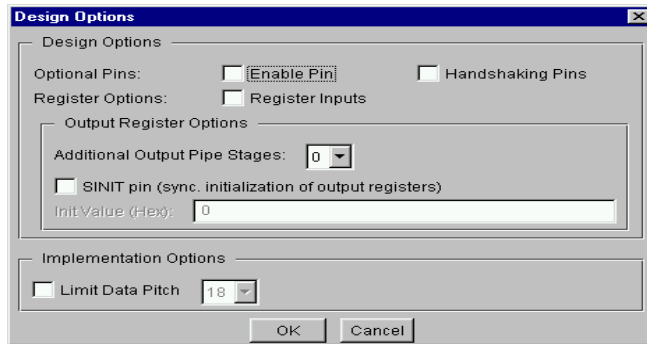 Design Options
Design Options
Optional Pins: Enable Pin Handshaking Pins
Register Options: Register Inputs
Output Register Options
Additional Output Pipe Stages: 0
SINIT pin (sync. initialization of output registers)
Init Value (Hex): 0
Implementation Options
Limit Data Pitch 18
OK Cancel